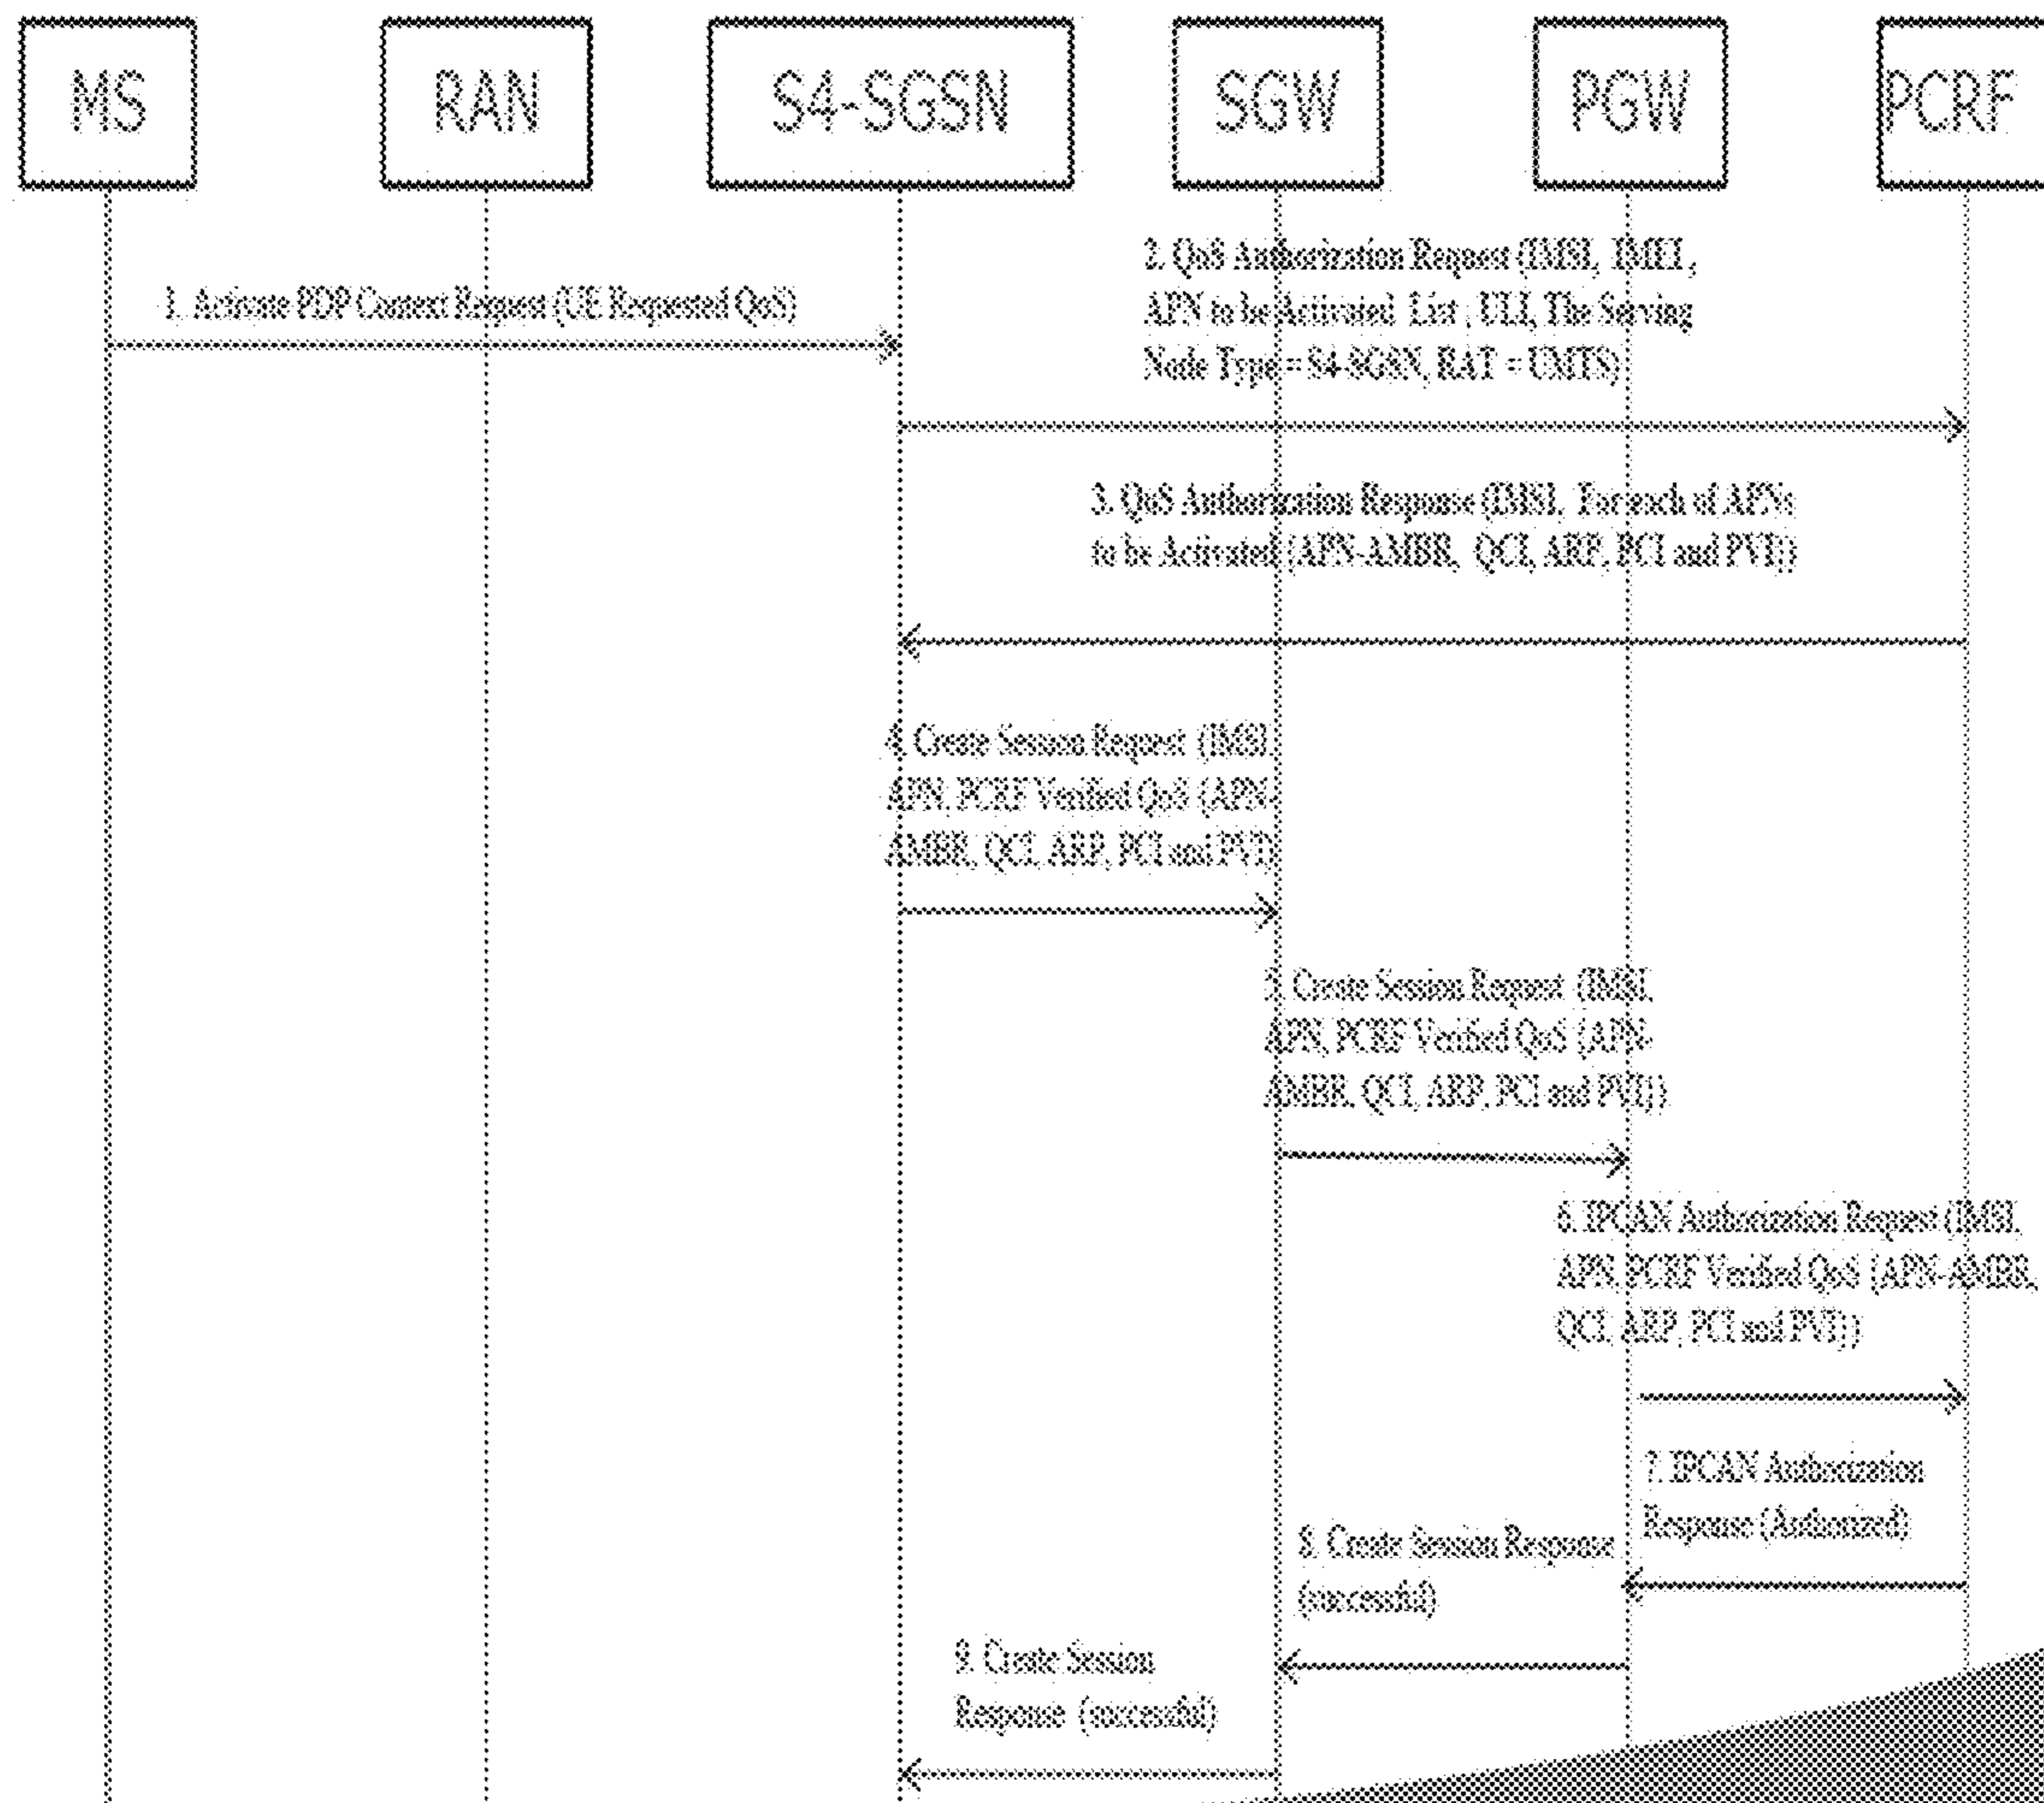 MS
RAN
S4-SGSN
SGW
PGW
PCRF
1. Activate PDP Context Request (UE Requested QoS)
2. QoS Authorization Request (IMSI, IMEI,
APN to be Activated List, ULI, The Serving
Node Type = S4-SGSN, RAT = UMTS)
3. QoS Authorization Response (IMSI, For each of APNs
to be Activated {APN-AMBR, QCI, ARP, PCI and PVI})
4. Create Session Request (IMSI,
APN, PCRF Verified QoS {APN-
AMBR, QCI, ARP, PCI and PVI}
5. Create Session Request (IMSI,
APN, PCRF Verified QoS {APN-
AMBR, QCI, ARP, PCI and PVI})
6. IPCAN Authorization Request (IMSI,
APN, PCRF Verified QoS {APN-AMBR,
QCI, ARP, PCI and PVI})
7. IPCAN Authorization
Response (Authorized)
8. Create Session Response
(successful)
9. Create Session
Response (successful)